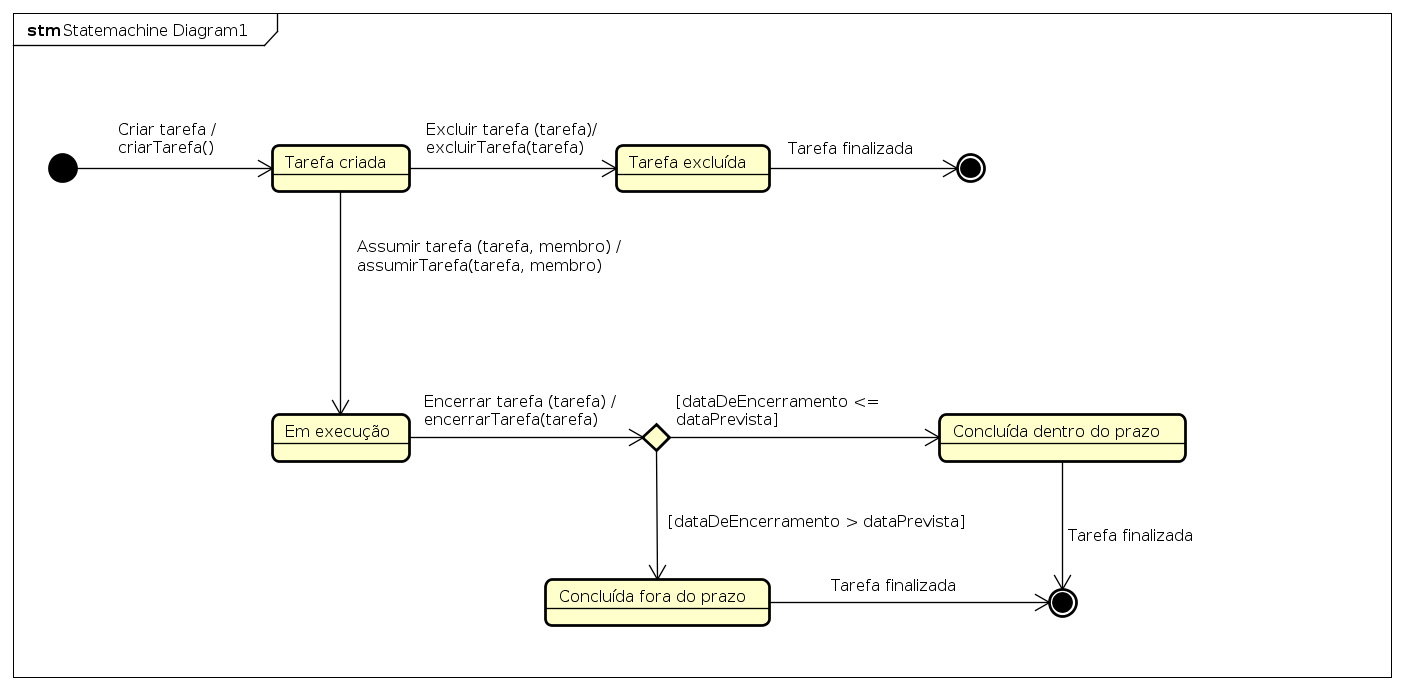 stm Statemachine Diagram1
Criar tarefa /
criarTarefa()
Tarefa criada
Excluir tarefa (tarefa)/
excluirTarefa(tarefa)
Tarefa excluída
Tarefa finalizada
Assumir tarefa (tarefa, membro) /
assumirTarefa(tarefa, membro)
Em execução
Encerrar tarefa (tarefa) /
encerrarTarefa(tarefa)
[dataDeEncerramento <=
dataPrevista]
Concluída dentro do prazo
[dataDeEncerramento > dataPrevista]
Tarefa finalizada
Concluída fora do prazo
Tarefa finalizada